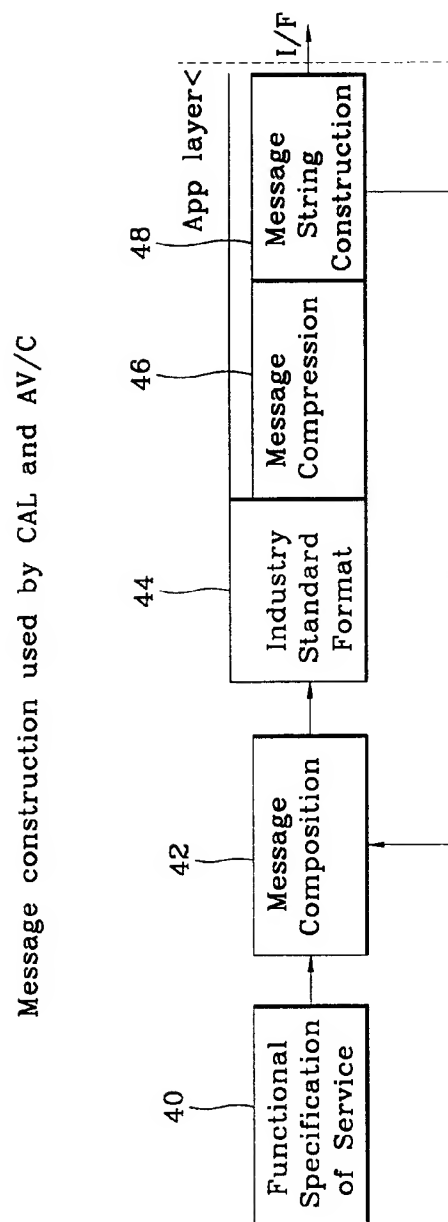 Message construction used by CAL and AV/C
40
Functional
Specification
of Service
42
Message
Composition
44
Industry
Standard
Format
46
Message
Compression
48
Message
String
Construction
App layer<
I/F